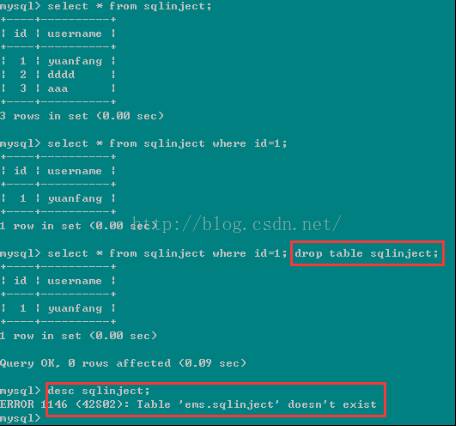 mysql> select * from sqlinject;
+----+----------+
| id | username |
+----+----------+
| 1 | yuanfang |
| 2 | dddd |
| 3 | aaa |
+----+----------+
3 rows in set (0.00 sec)
mysql> select * from sqlinject where id=1;
+----+----------+
| id | username |
+----+----------+
| 1 | yuanfang |
+----+----------+
1 row in set (0.00 sec)
http://blog.csdn.net/
mysql> select * from sqlinject where id=1; drop table sqlinject;
+----+----------+
| id | username |
+----+----------+
| 1 | yuanfang |
+----+----------+
1 row in set (0.00 sec)
Query OK, 0 rows affected (0.09 sec)
mysql> desc sqlinject;
ERROR 1146 (42S02): Table 'ems.sqlinject' doesn't exist
mysql>